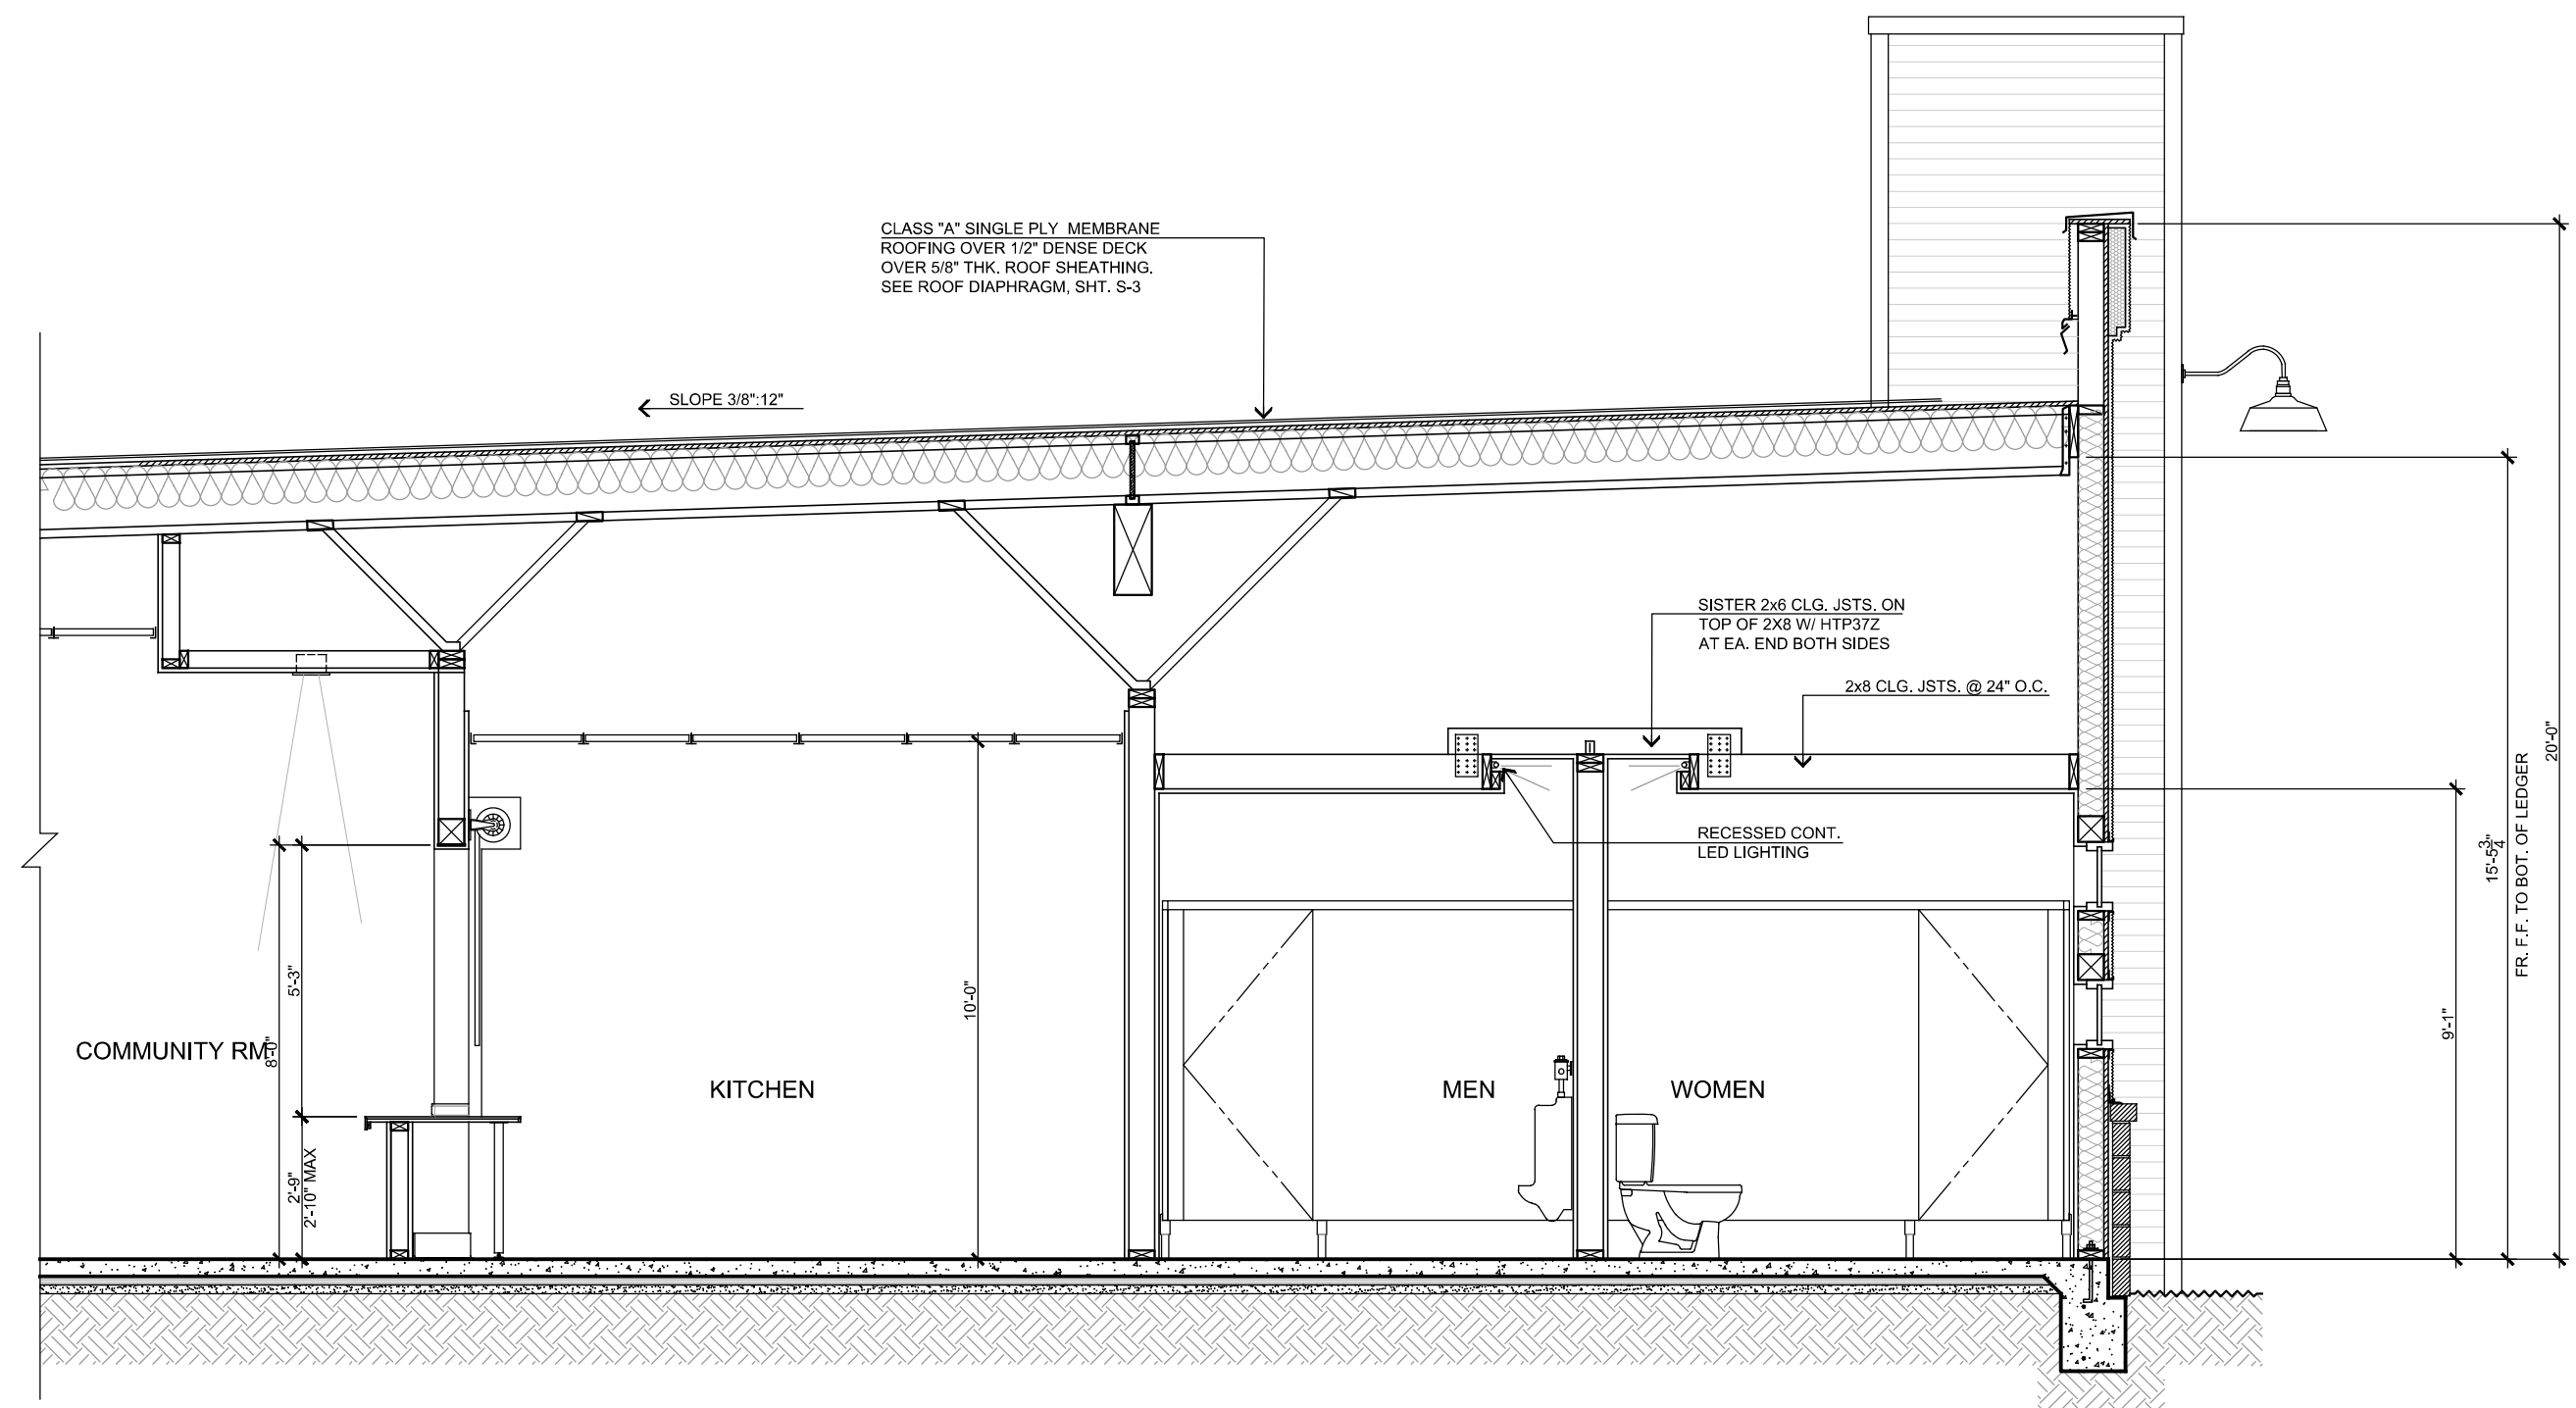 CLASS "A" SINGLE PLY MEMBRANE
ROOFING OVER 1/2" DENSE DECK
OVER 5/8" THK. ROOF SHEATHING.
SEE ROOF DIAPHRAGM, SHT. S-3
SLOPE 3/8":12"
SISTER 2x6 CLG. JSTS. ON
TOP OF 2X8 W/ HTP37Z
AT EA. END BOTH SIDES
2x8 CLG. JSTS. @ 24" O.C.
RECESSED CONT.
LED LIGHTING
COMMUNITY RM
KITCHEN
MEN
WOMEN
8'-0"
5'-3"
2'-9"
2'-10" MAX
10'-0"
9'-1"
15'-5 3/4"
FR. F.F. TO BOT. OF LEDGER
20'-0"